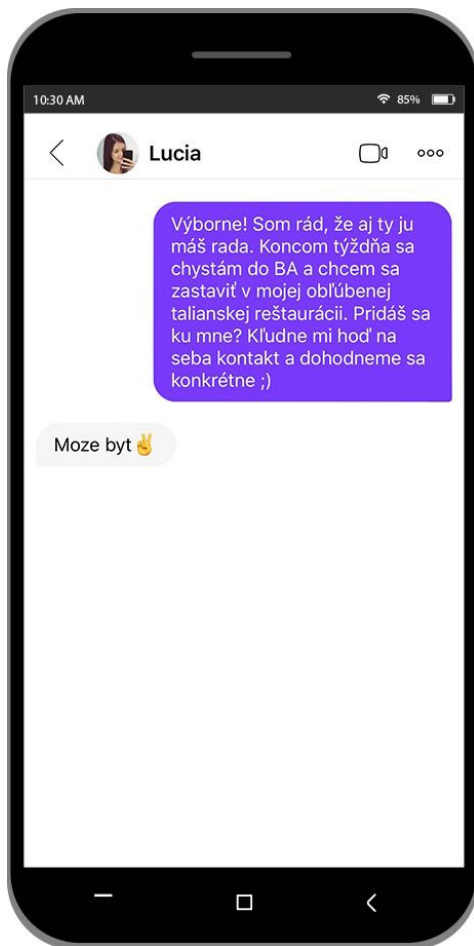 10:30 AM 85%
Lucia
Výborne! Som rád, že aj ty ju
máš rada. Koncom týždňa sa
chystám do BA a chcem sa
zastaviť v mojej obľúbenej
talianskej reštaurácii. Pridáš sa
ku mne? Kľudne mi hoď na
seba kontakt a dohodneme sa
konkrétne ;)
Moze byt ✌️